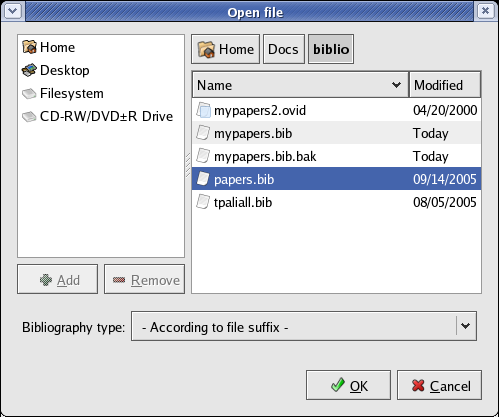 Open file
Home
Desktop
Filesystem
CD-RW/DVD±R Drive
Add
Remove
Home
Docs
biblio
Name
Modified
mypapers2.ovid 04/20/2000
mypapers.bib Today
mypapers.bib.bak Today
papers.bib 09/14/2005
tpaliall.bib 08/05/2005
Bibliography type: - According to file suffix -
OK
Cancel